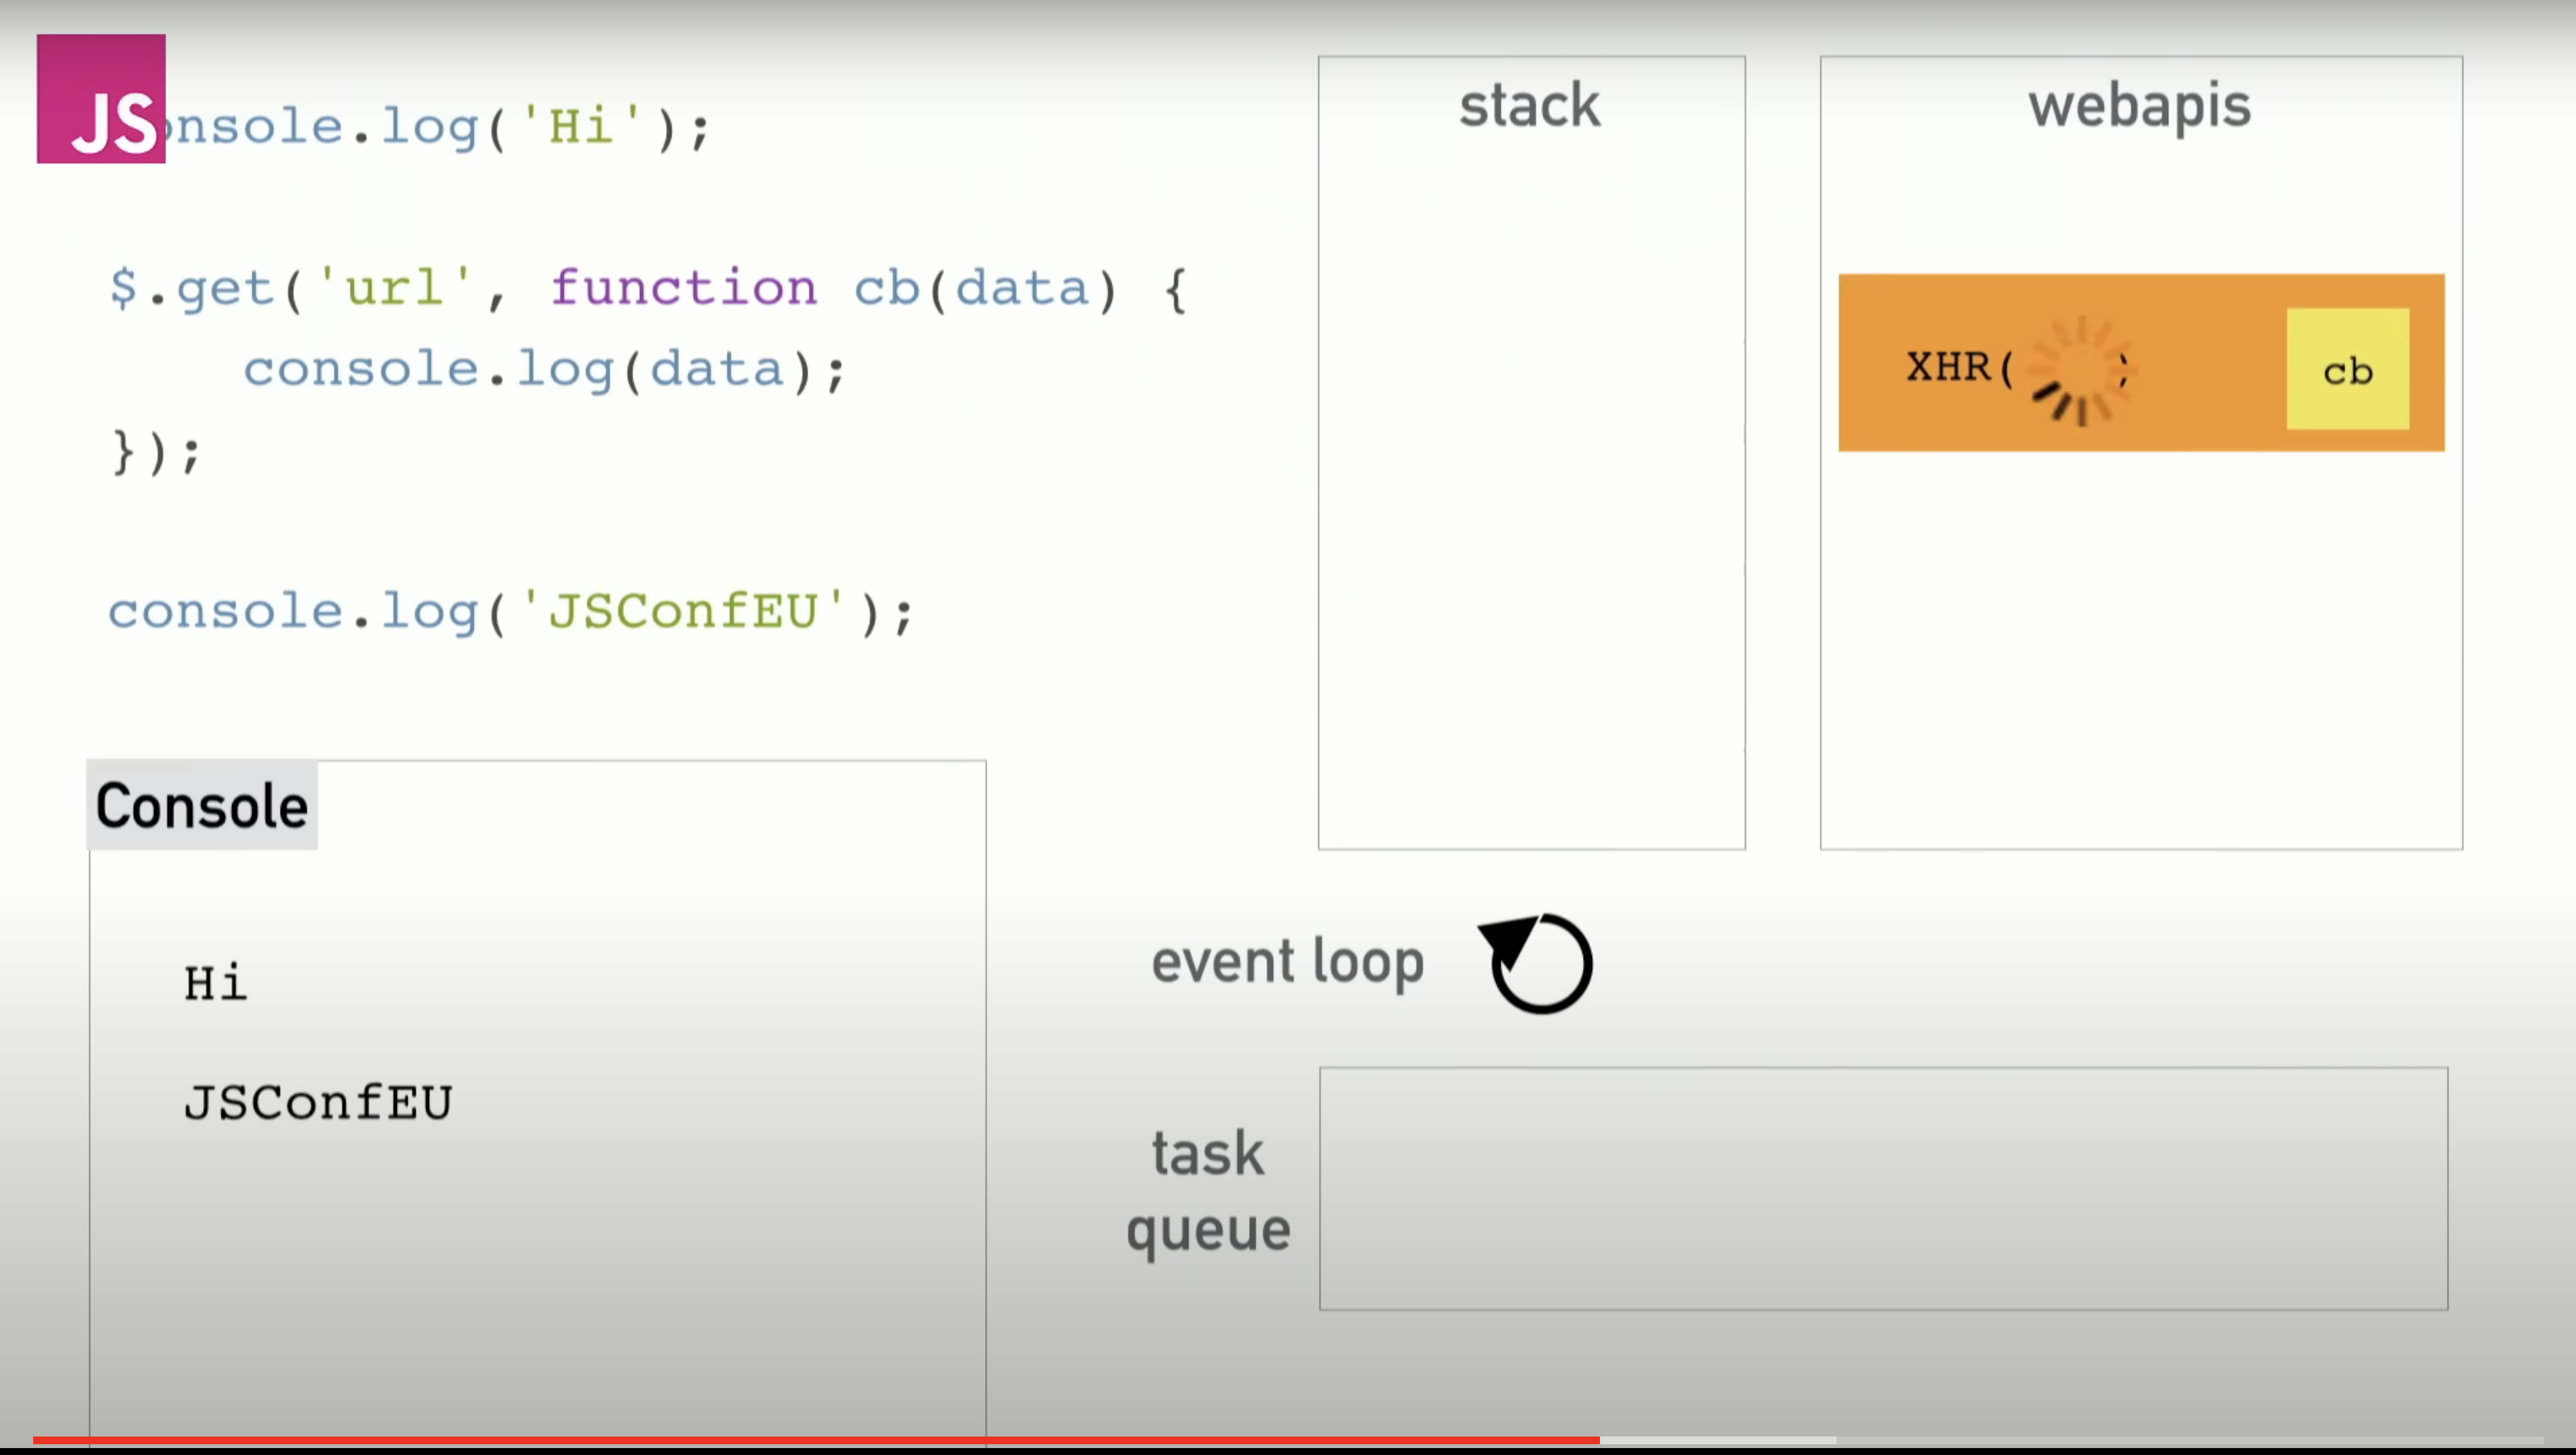 JS
nsole.log('Hi');
$.get('url', function cb(data) {
    console.log(data);
});
console.log('JSConfEU');
Console
Hi
JSConfEU
stack
webapis
XHR( )
cb
event loop
task
queue